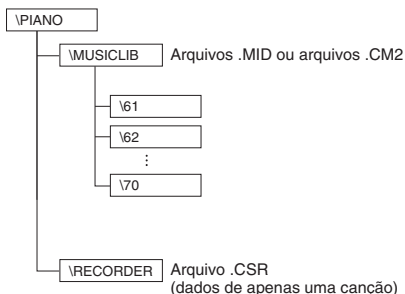 \PIANO
\MUSICLIB Arquivos .MID ou arquivos .CM2
\61
\62
⋮
\70
\RECORDER Arquivo .CSR
(dados de apenas uma canção)